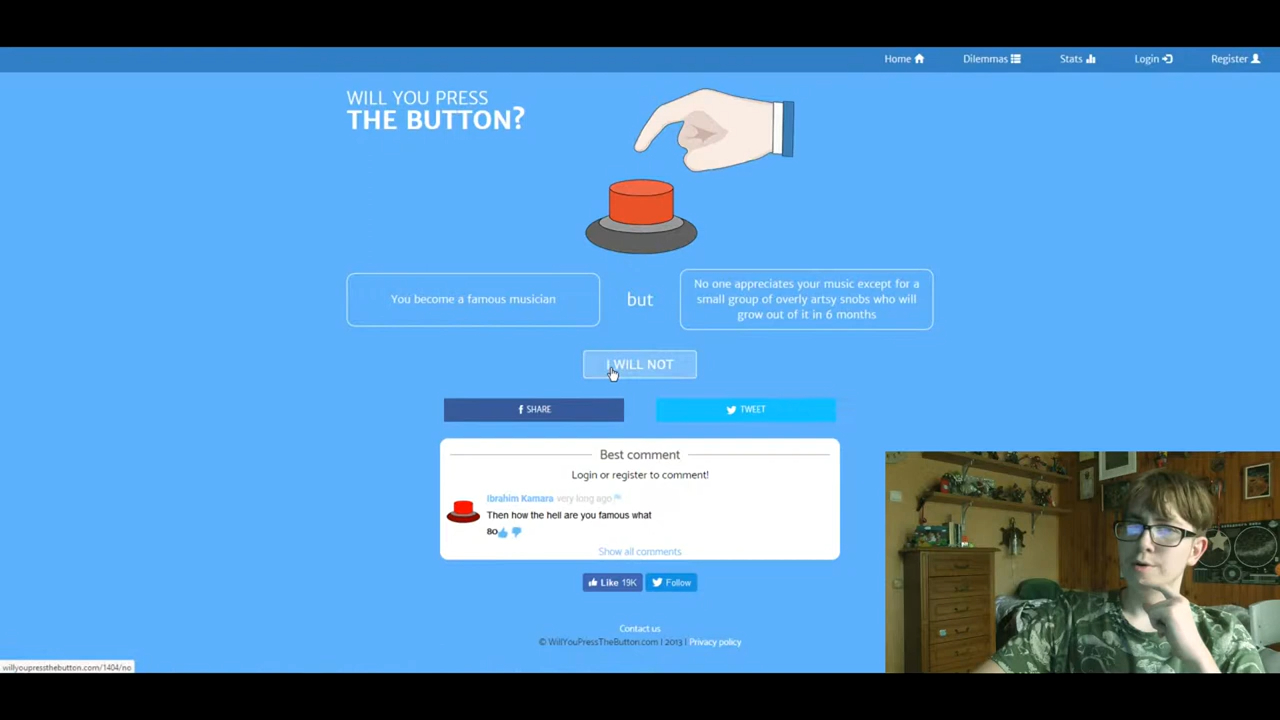 Home
Dilemmas
Stats
Login
Register
WILL YOU PRESS
THE BUTTON?
You become a famous musician
but
No one appreciates your music except for a
small group of overly artsy snobs who will
grow out of it in 6 months
I WILL NOT
SHARE
TWEET
Best comment
Login or register to comment!
Ibrahim Kamara very long ago
Then how the hell are you famous what
80
Show all comments
Like 19K
Follow
Contact us
© WillYouPressTheButton.com | 2013 | Privacy policy
willyoupressthebutton.com/1404/no